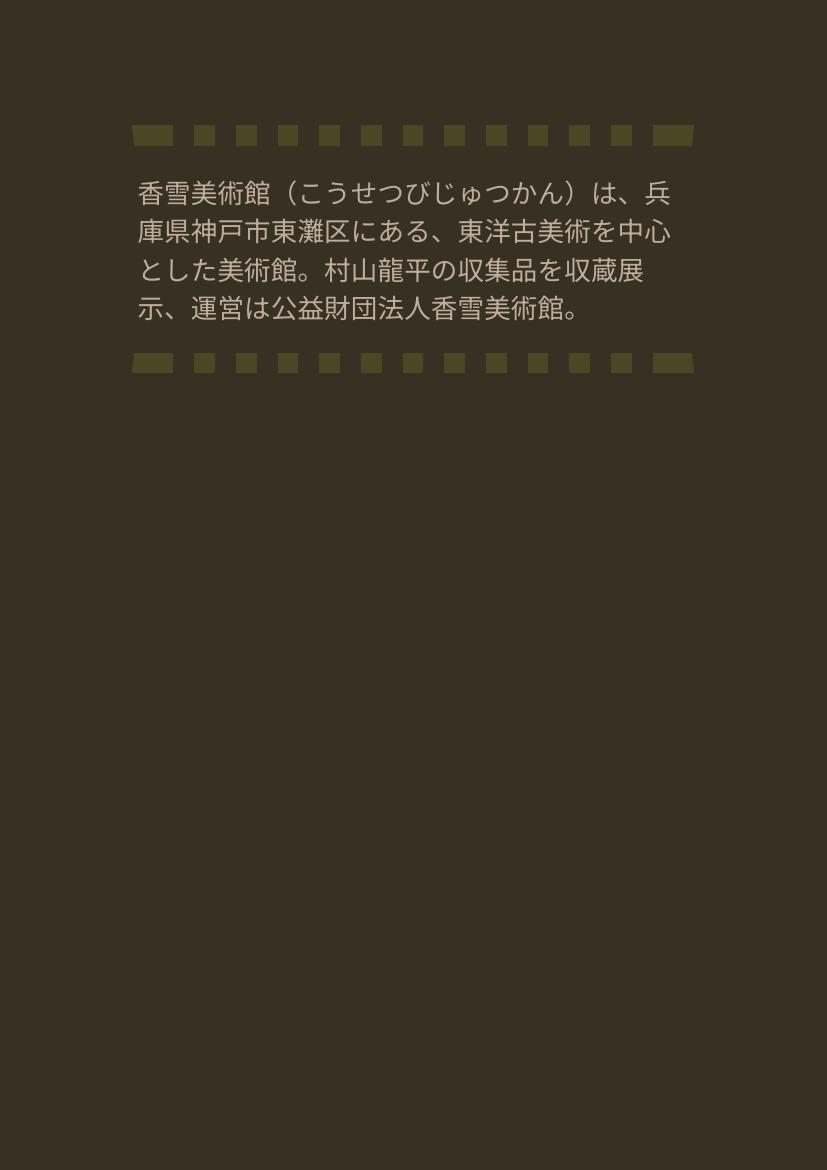 香雪美術館（こうせつびじゅつかん）は、兵
庫県神戸市東灘区にある、東洋古美術を中心
とした美術館。村山龍平の収集品を収蔵展
示、運営は公益財団法人香雪美術館。